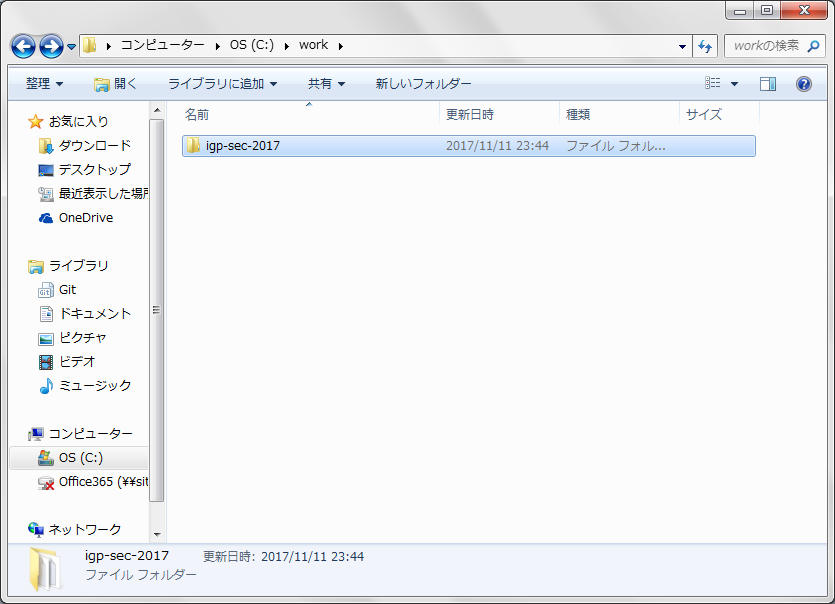 コンピューター OS (C:) work workの検索
整理 開く ライブラリに追加 共有 新しいフォルダー
名前 更新日時 種類 サイズ
igp-sec-2017 2017/11/11 23:44 ファイル フォル...
お気に入り
ダウンロード
デスクトップ
最近表示した場所
OneDrive
ライブラリ
Git
ドキュメント
ピクチャ
ビデオ
ミュージック
コンピューター
OS (C:)
Office365 (¥¥sit
ネットワーク
igp-sec-2017 更新日時: 2017/11/11 23:44
ファイル フォルダー